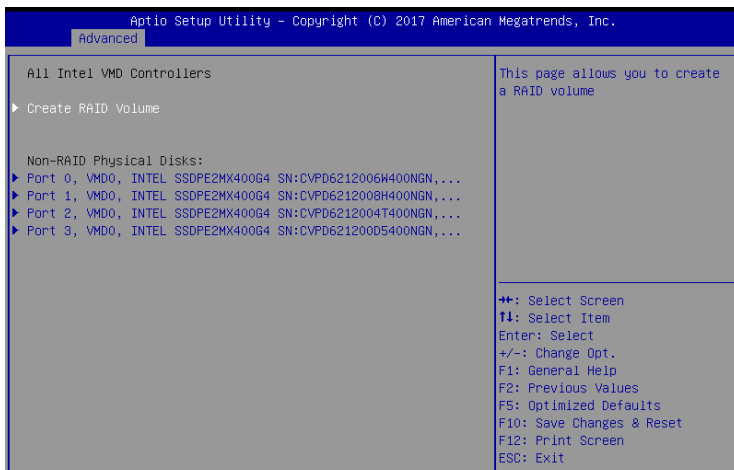 Aptio Setup Utility – Copyright (C) 2017 American Megatrends, Inc.
Advanced
All Intel VMD Controllers
Create RAID Volume
Non-RAID Physical Disks:
Port 0, VMD0, INTEL SSDPE2MX400G4 SN:CVPD6212006W400NGN,...
Port 1, VMD0, INTEL SSDPE2MX400G4 SN:CVPD6212008H400NGN,...
Port 2, VMD0, INTEL SSDPE2MX400G4 SN:CVPD6212004T400NGN,...
Port 3, VMD0, INTEL SSDPE2MX400G4 SN:CVPD621200D5400NGN,...
This page allows you to create
a RAID volume
→←: Select Screen
↑↓: Select Item
Enter: Select
+/-: Change Opt.
F1: General Help
F2: Previous Values
F5: Optimized Defaults
F10: Save Changes & Reset
F12: Print Screen
ESC: Exit